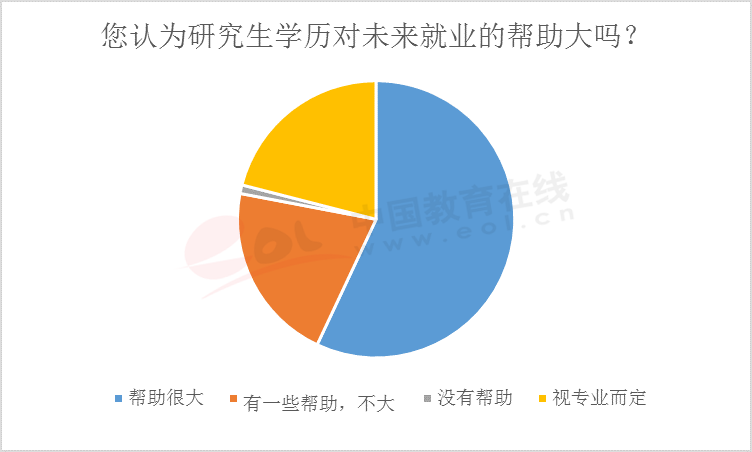 您认为研究生学历对未来就业的帮助大吗？
eol 中国教育在线
www.eol.cn
帮助很大 有一些帮助，不大 没有帮助 视专业而定